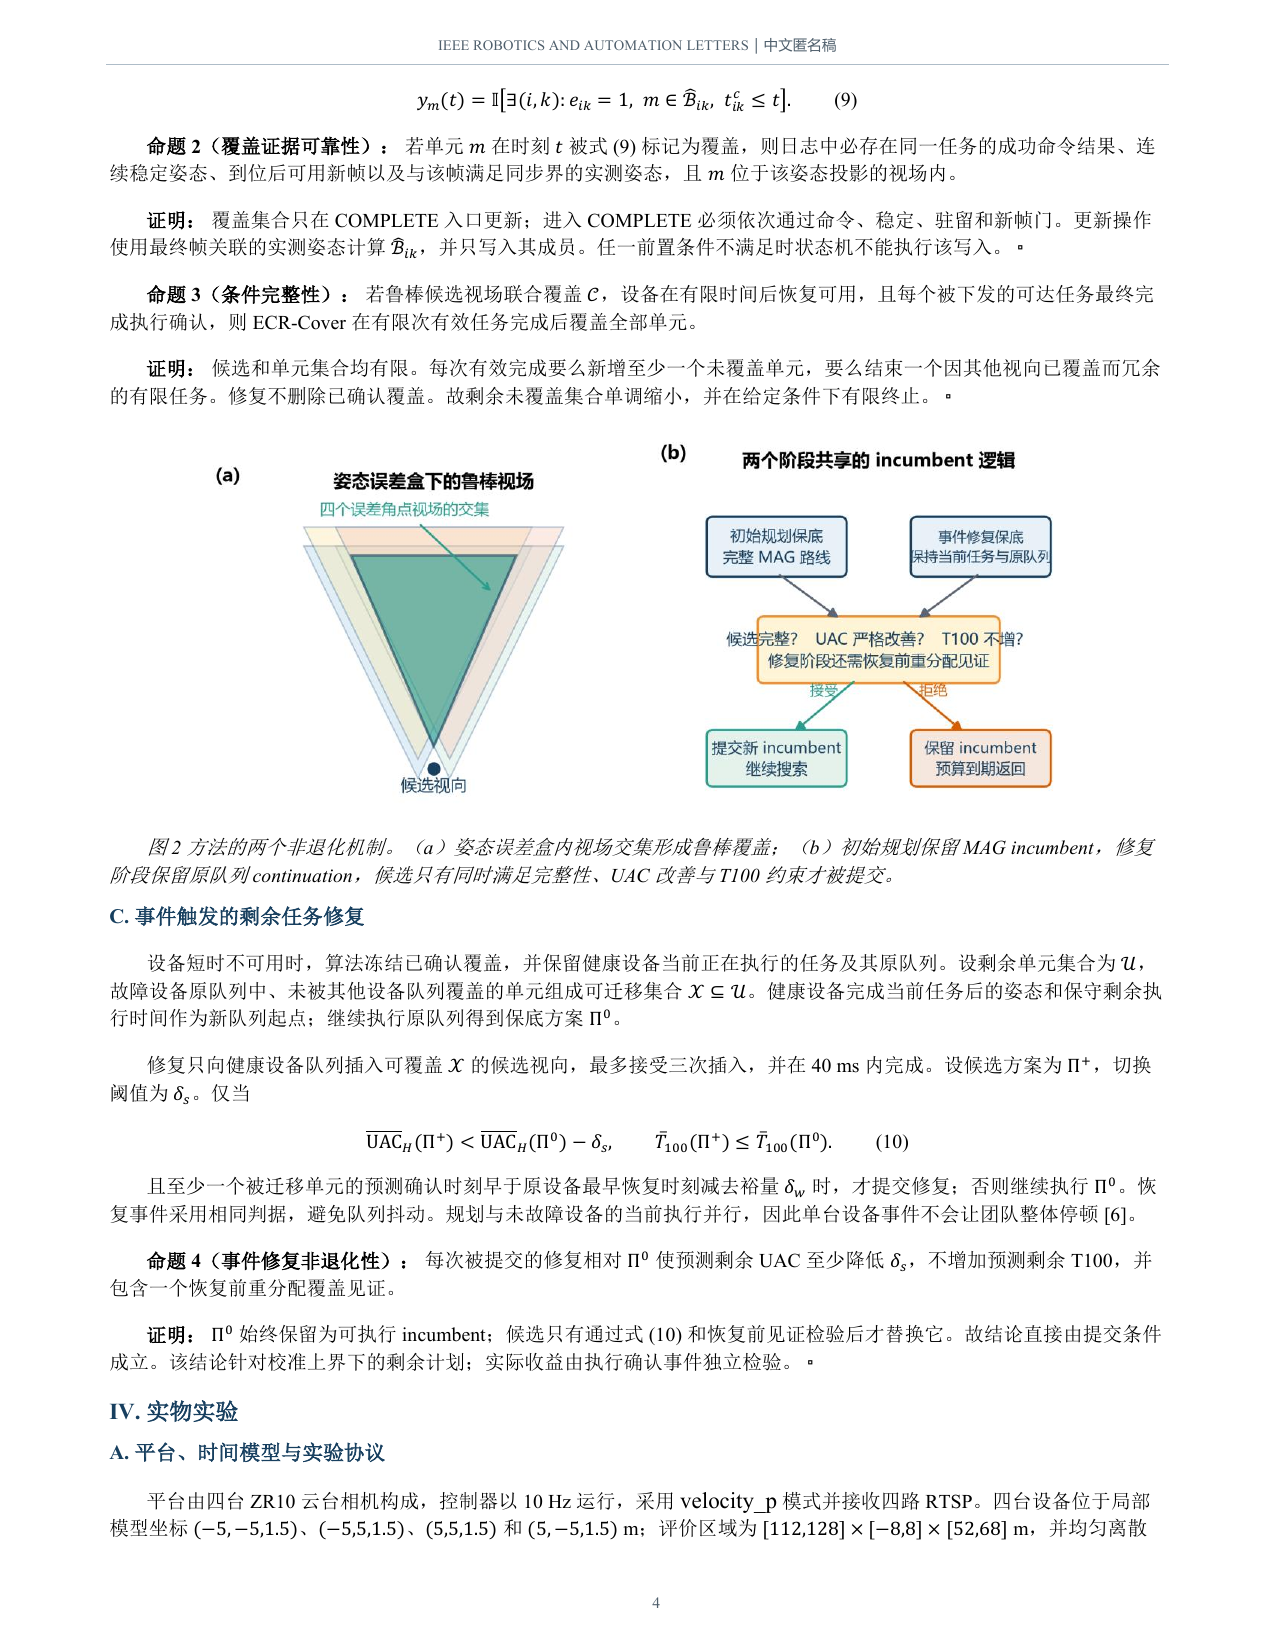 IEEE ROBOTICS AND AUTOMATION LETTERS | 中文匿名稿
y_m(t) = 𝕀[∃(i, k): e_ik = 1, m ∈ ℬ̂_ik, t^c_ik ≤ t]. (9)
命题 2（覆盖证据可靠性）： 若单元 m 在时刻 t 被式 (9) 标记为覆盖，则日志中必存在同一任务的成功命令结果、连
续稳定姿态、到位后可用新帧以及与该帧满足同步界的实测姿态，且 m 位于该姿态投影的视场内。
证明： 覆盖集合只在 COMPLETE 入口更新；进入 COMPLETE 必须依次通过命令、稳定、驻留和新帧门。更新操作
使用最终帧关联的实测姿态计算 ℬ̂_ik，并只写入其成员。任一前置条件不满足时状态机不能执行该写入。▫
命题 3（条件完整性）： 若鲁棒候选视场联合覆盖 𝒞，设备在有限时间后恢复可用，且每个被下发的可达任务最终完
成执行确认，则 ECR-Cover 在有限次有效任务完成后覆盖全部单元。
证明： 候选和单元集合均有限。每次有效完成要么新增至少一个未覆盖单元，要么结束一个因其他视向已覆盖而冗余
的有限任务。修复不删除已确认覆盖。故剩余未覆盖集合单调缩小，并在给定条件下有限终止。▫
(a)
姿态误差盒下的鲁棒视场
四个误差角点视场的交集
候选视向
(b)
两个阶段共享的 incumbent 逻辑
初始规划保底
完整 MAG 路线
事件修复保底
保持当前任务与原队列
候选完整？ UAC 严格改善？ T100 不增？
修复阶段还需恢复前重分配见证
接受
拒绝
提交新 incumbent
继续搜索
保留 incumbent
预算到期返回
图 2 方法的两个非退化机制。（a）姿态误差盒内视场交集形成鲁棒覆盖；（b）初始规划保留 MAG incumbent，修复
阶段保留原队列 continuation，候选只有同时满足完整性、UAC 改善与 T100 约束才被提交。
C. 事件触发的剩余任务修复
设备短时不可用时，算法冻结已确认覆盖，并保留健康设备当前正在执行的任务及其原队列。设剩余单元集合为 𝒰，
故障设备原队列中、未被其他设备队列覆盖的单元组成可迁移集合 𝒳 ⊆ 𝒰。健康设备完成当前任务后的姿态和保守剩余执
行时间作为新队列起点；继续执行原队列得到保底方案 Π⁰。
修复只向健康设备队列插入可覆盖 𝒳 的候选视向，最多接受三次插入，并在 40 ms 内完成。设候选方案为 Π⁺，切换
阈值为 δ_s。仅当
U̅A̅C̅_H(Π⁺) < U̅A̅C̅_H(Π⁰) − δ_s, T̄_100(Π⁺) ≤ T̄_100(Π⁰). (10)
且至少一个被迁移单元的预测确认时刻早于原设备最早恢复时刻减去裕量 δ_w 时，才提交修复；否则继续执行 Π⁰。恢
复事件采用相同判据，避免队列抖动。规划与未故障设备的当前执行并行，因此单台设备事件不会让团队整体停顿 [6]。
命题 4（事件修复非退化性）： 每次被提交的修复相对 Π⁰ 使预测剩余 UAC 至少降低 δ_s，不增加预测剩余 T100，并
包含一个恢复前重分配覆盖见证。
证明： Π⁰ 始终保留为可执行 incumbent；候选只有通过式 (10) 和恢复前见证检验后才替换它。故结论直接由提交条件
成立。该结论针对校准上界下的剩余计划；实际收益由执行确认事件独立检验。▫
IV. 实物实验
A. 平台、时间模型与实验协议
平台由四台 ZR10 云台相机构成，控制器以 10 Hz 运行，采用 velocity_p 模式并接收四路 RTSP。四台设备位于局部
模型坐标 (−5,−5,1.5)、(−5,5,1.5)、(5,5,1.5) 和 (5,−5,1.5) m；评价区域为 [112,128] × [−8,8] × [52,68] m，并均匀离散
4